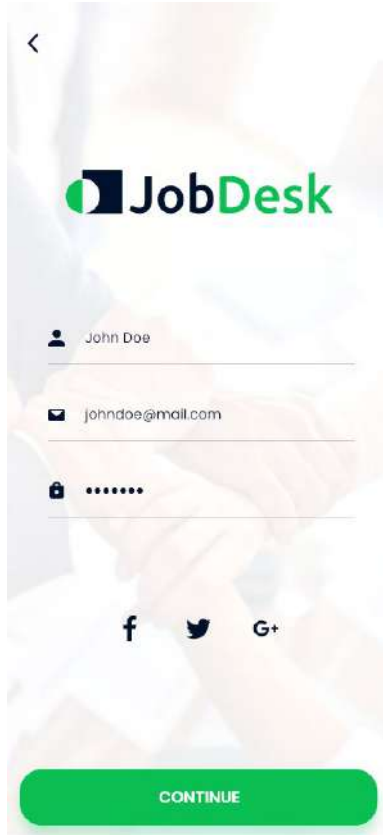 JobDesk
John Doe
johndoe@mail.com
•••••••
G+
CONTINUE